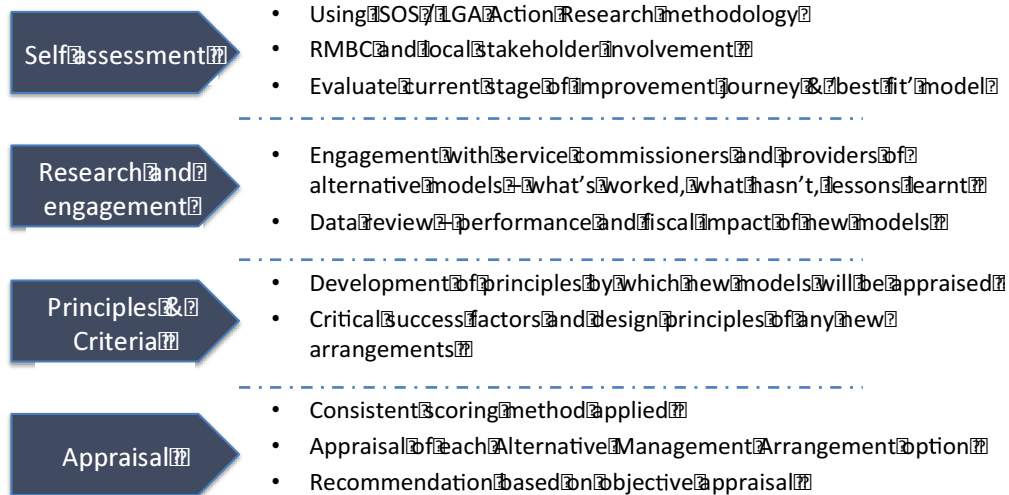 Self assessment
• Using ISOS / LGA Action Research methodology
• RMBC and local stakeholder involvement
• Evaluate current stage of improvement journey & 'best fit' model
Research and
engagement
• Engagement with service commissioners and providers of
alternative models – what's worked, what hasn't, lessons learnt
• Data review – performance and fiscal impact of new models
Principles &
Criteria
• Development of principles by which new models will be appraised
• Critical success factors and design principles of any new
arrangements
Appraisal
• Consistent scoring method applied
• Appraisal of each Alternative Management Arrangement option
• Recommendation based on objective appraisal